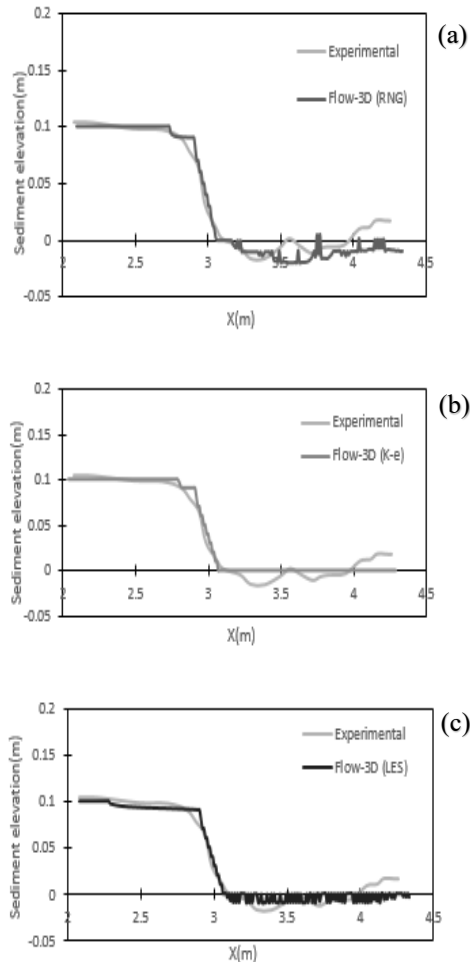 (a)
0.2
Experimental
0.15
Flow-3D (RNG)
0.1
0.05
0
2 2.5 3 3.5 4 4.5
-0.05
Sediment elevation(m)
X(m)
(b)
0.2
Experimental
0.15
Flow-3D (K-e)
0.1
0.05
0
2 2.5 3 3.5 4 4.5
-0.05
Sediment elevation(m)
X(m)
(c)
0.2
Experimental
0.15
Flow-3D (LES)
0.1
0.05
0
2 2.5 3 3.5 4 4.5
-0.05
Sediment elevation(m)
X(m)